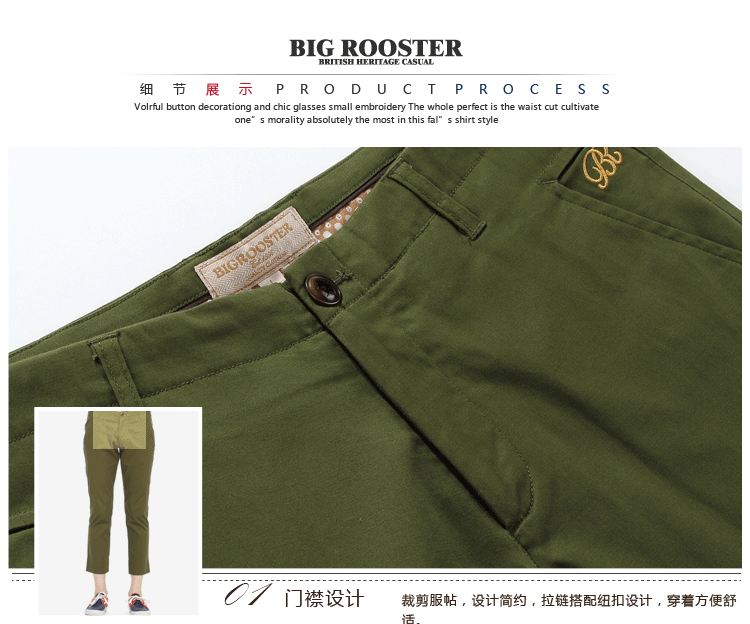 BIG ROOSTER
BRITISH HERITAGE CASUAL
细节展示 PRODUCT PROCESS
Volrful button decorationg and chic glasses small embroidery The whole perfect is the waist cut cultivate
one”s morality absolutely the most in this fal”s shirt style
BR
BIGROOSTER
01 门襟设计
裁剪服帖，设计简约，拉链搭配纽扣设计，穿着方便舒
适。